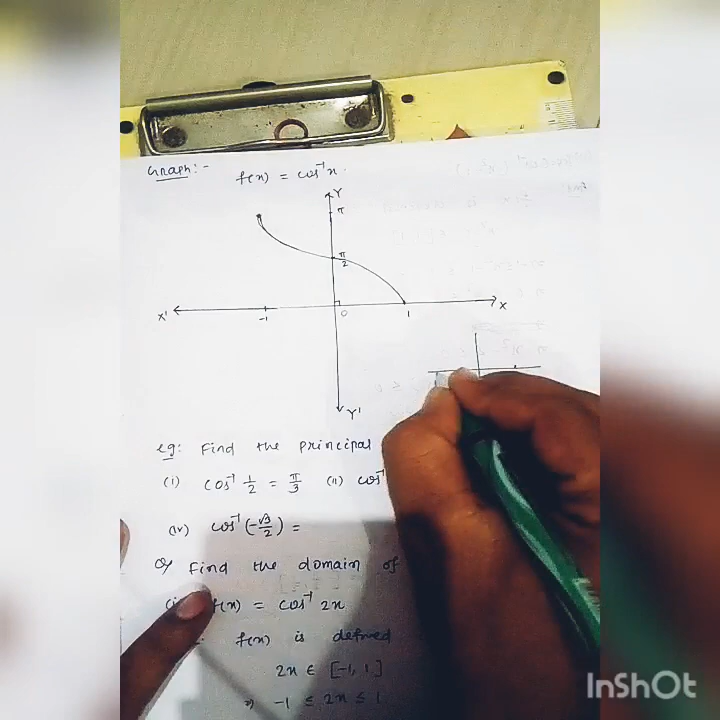 Graph:- f(x) = cos⁻¹x.
Y
π
π/2
X' -1 0 1 X
Y'
eg: Find the principal
(i) cos⁻¹ 1/2 = π/3 (ii) cos⁻¹
(iv) cos⁻¹(-√3/2) =
Q/ Find the domain of
f(x) = cos⁻¹ 2x
f(x) is defined
2x ∈ [-1, 1]
⇒ -1 ≤ 2x ≤ 1
InShOt